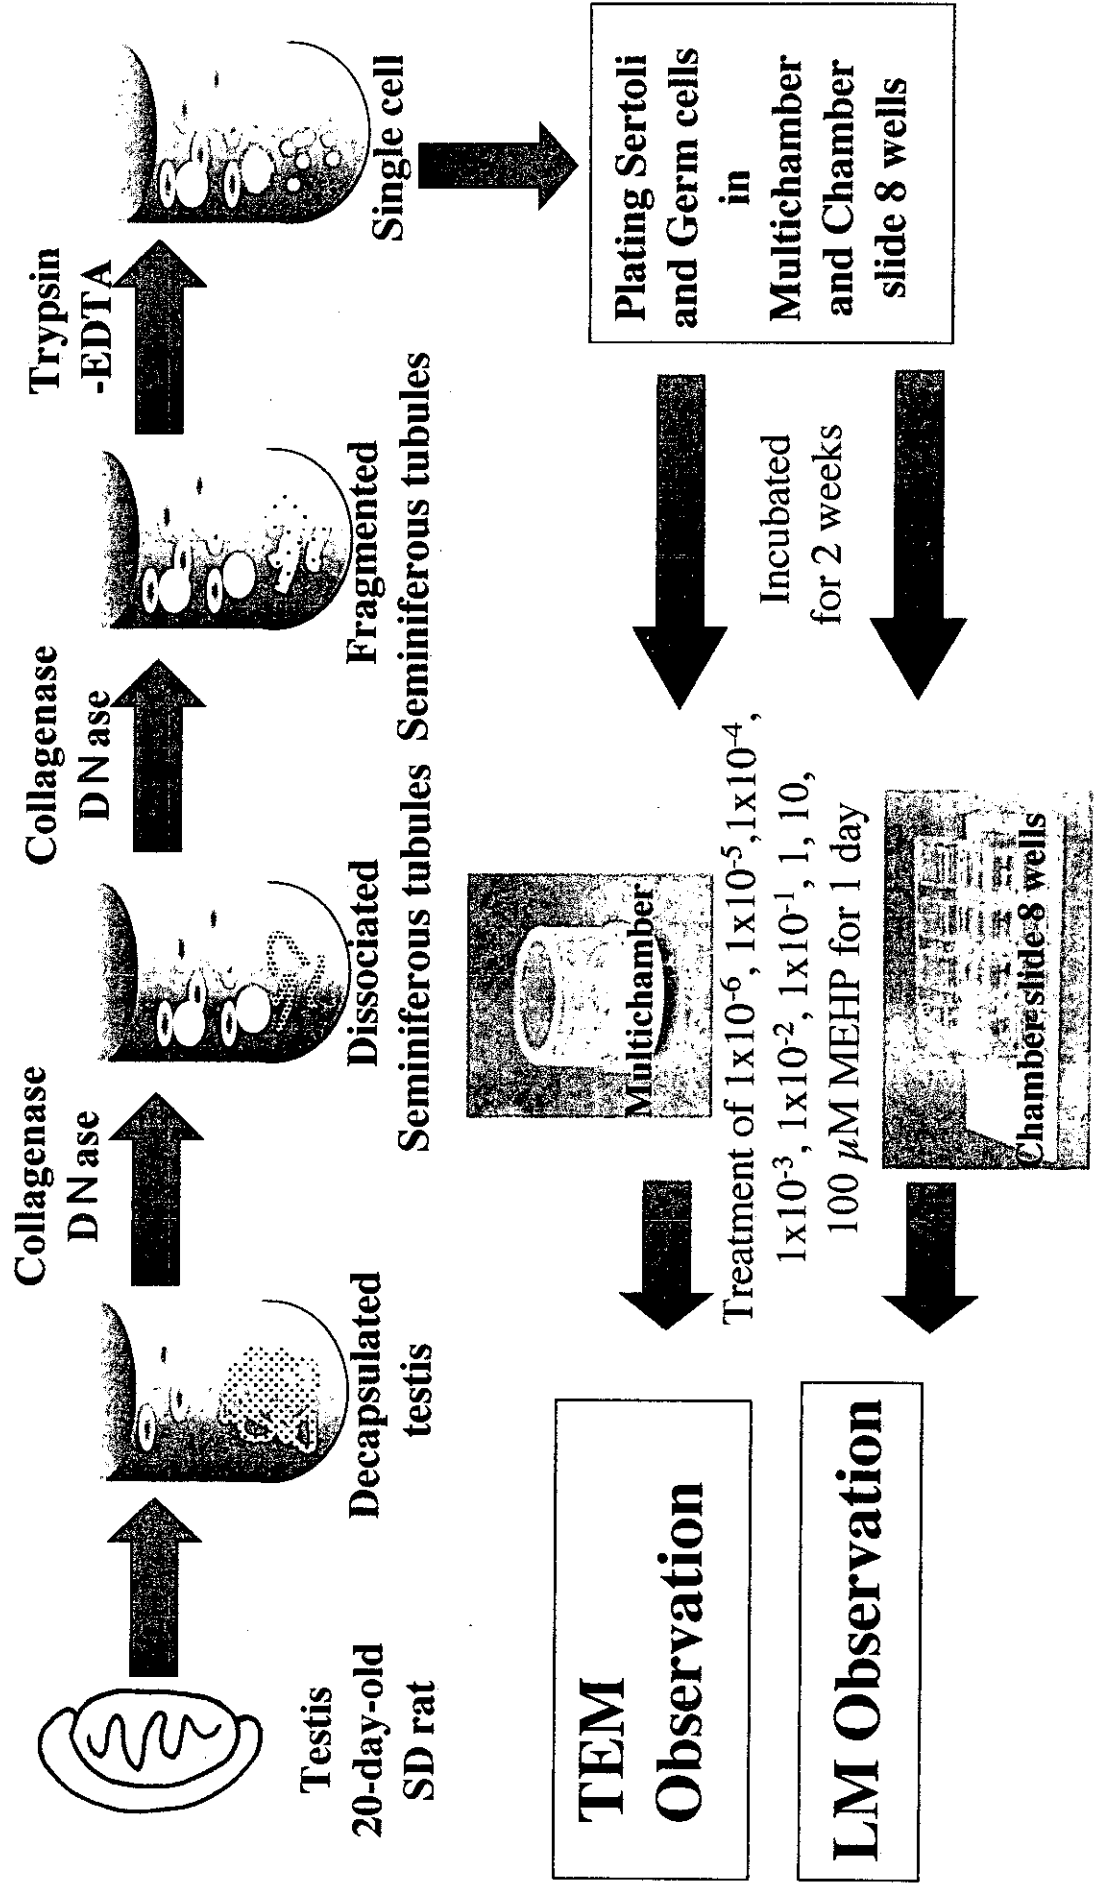 Testis
20-day-old
SD rat
Decapsulated
testis
Collagenase
DNase
Dissociated
Seminiferous tubules
Collagenase
DNase
Fragmented
Seminiferous tubules
Trypsin
-EDTA
Single cell
Plating Sertoli
and Germ cells
in
Multichamber
and Chamber
slide 8 wells
Incubated
for 2 weeks
Multichamber
Treatment of 1x10⁻⁶, 1x10⁻⁵,1x10⁻⁴,
1x10⁻³, 1x10⁻², 1x10⁻¹, 1, 10,
100 µM MEHP for 1 day
Chamber slide 8 wells
TEM
Observation
LM Observation